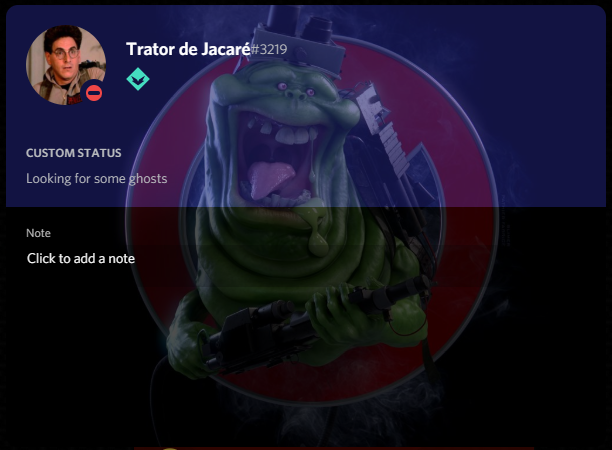 Trator de Jacaré#3219
CUSTOM STATUS
Looking for some ghosts
Note
Click to add a note